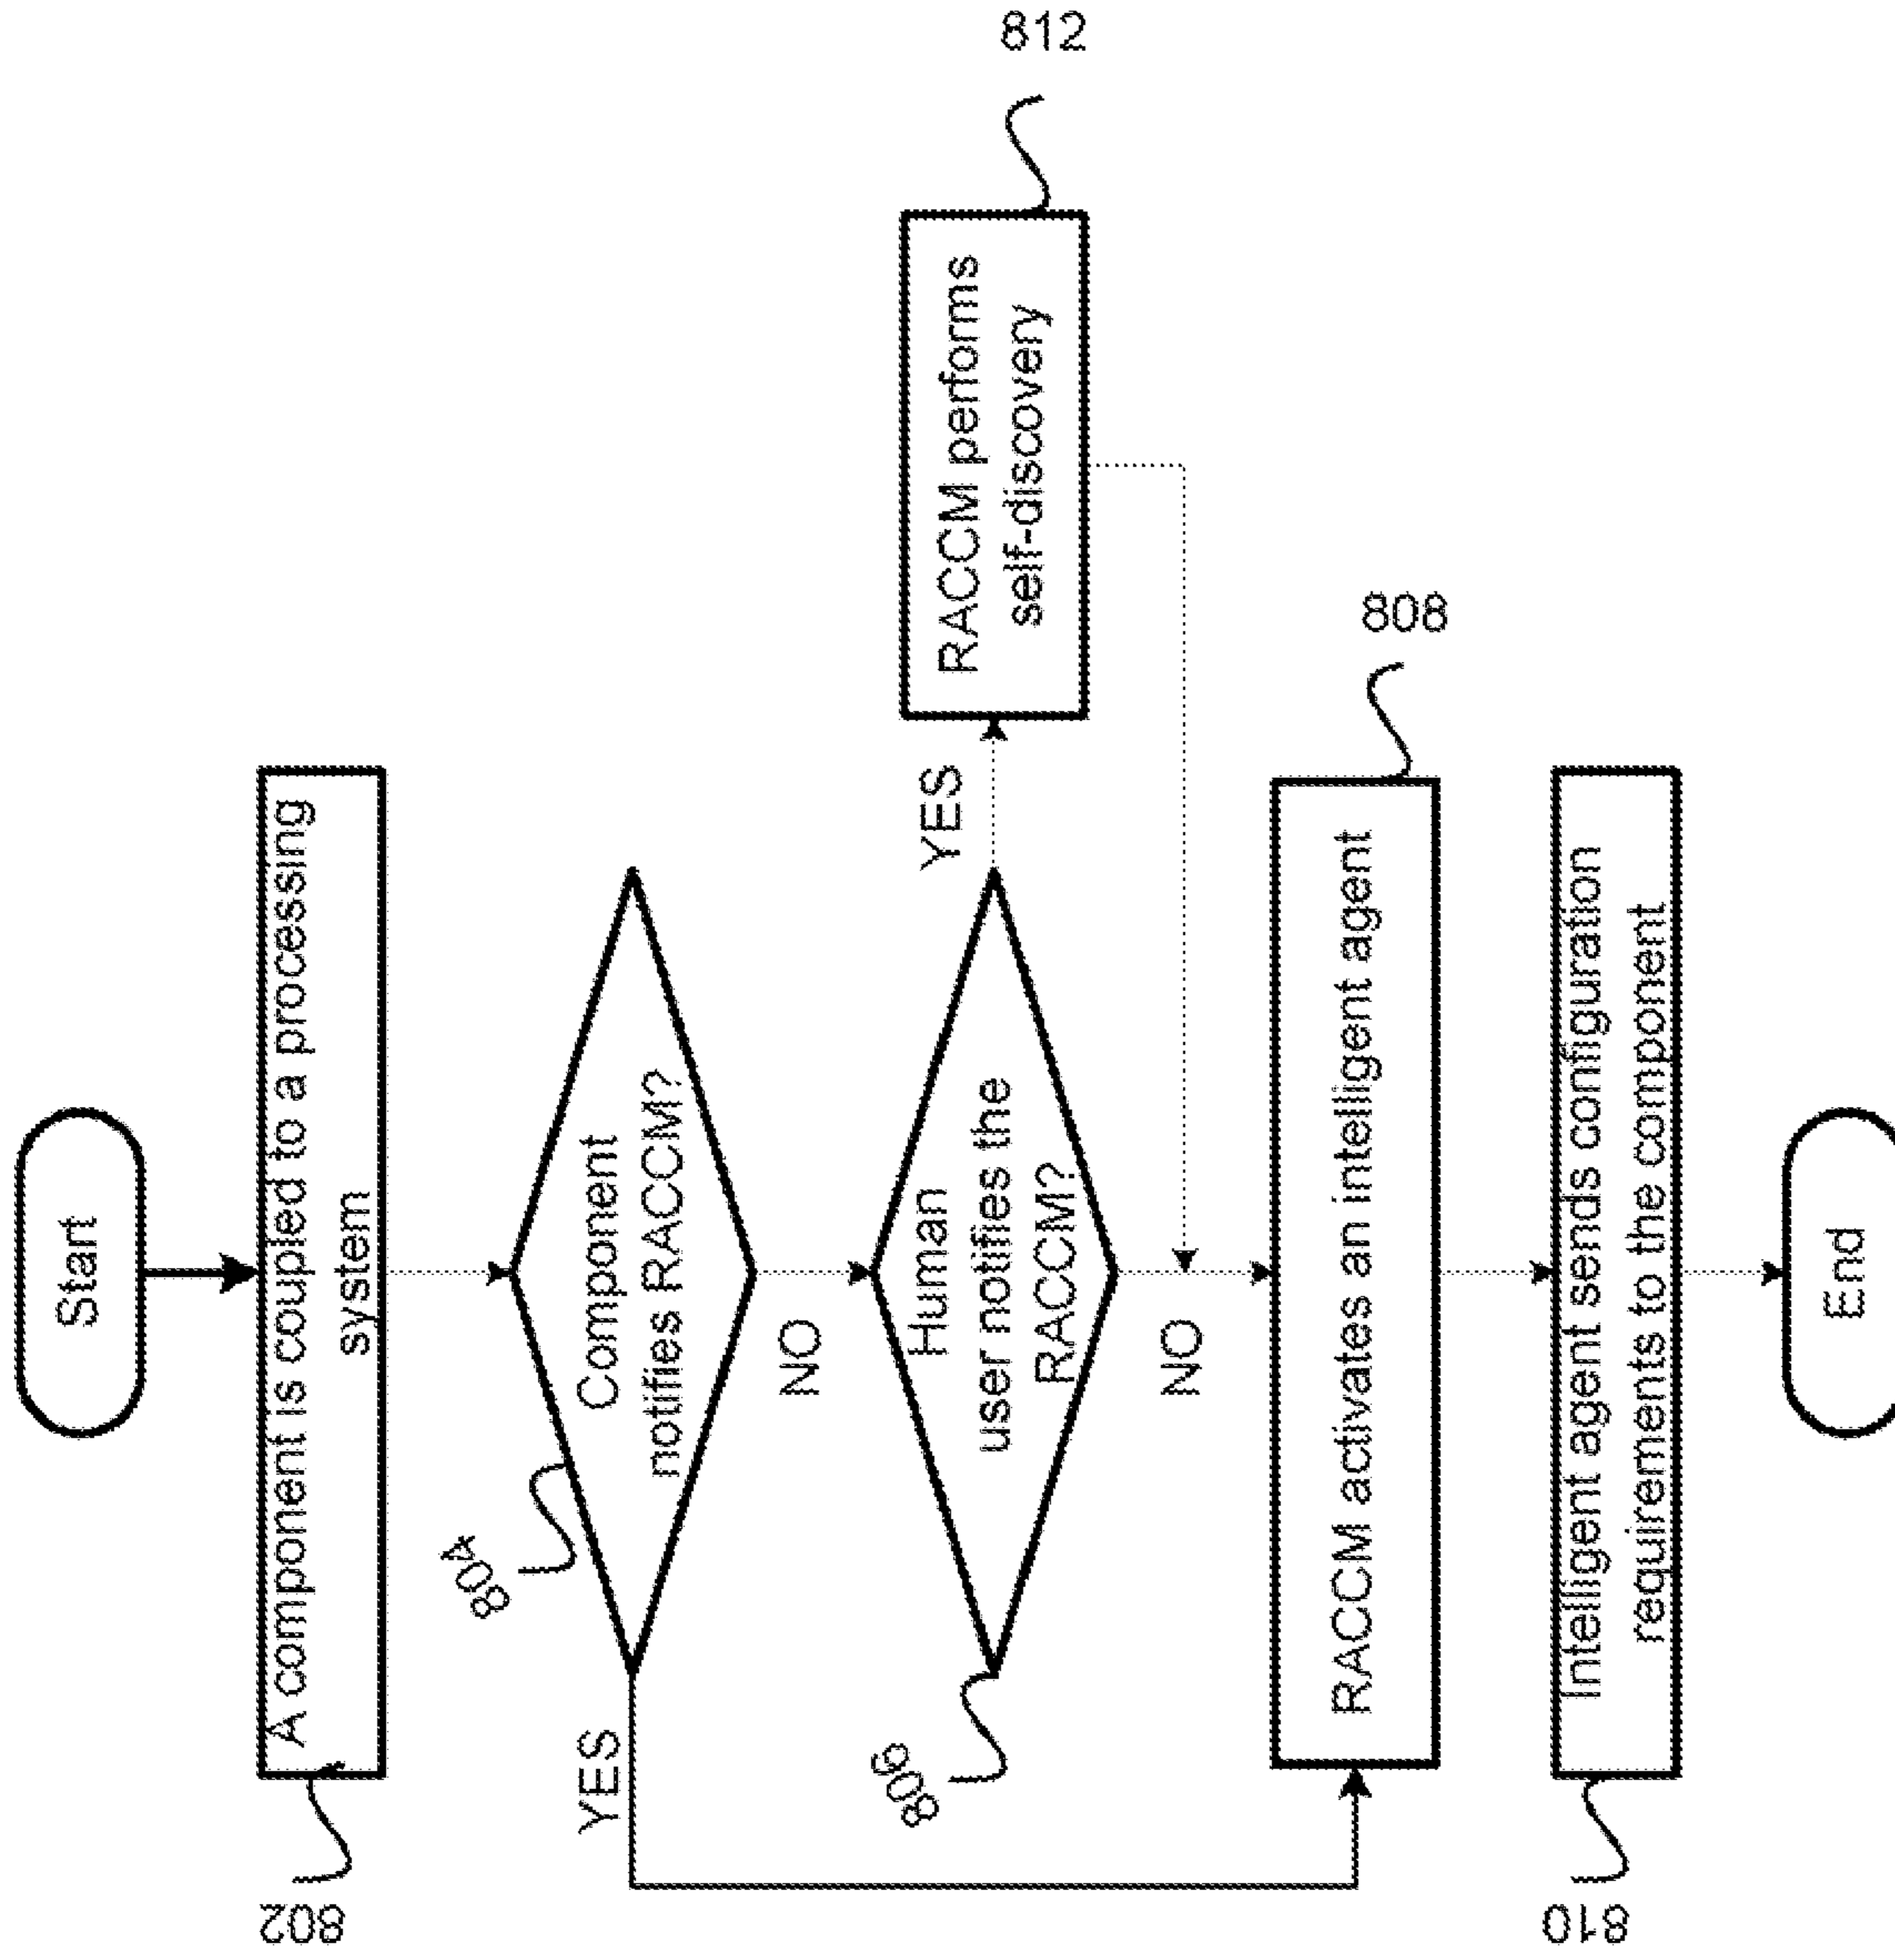 Start
A component is coupled to a processing
system
802
Component
notifies RACCM?
804
YES
NO
Human
user notifies the
RACCM?
806
YES
RACCM performs
self-discovery
812
NO
RACCM activates an intelligent agent
808
Intelligent agent sends configuration
requirements to the component
810
End